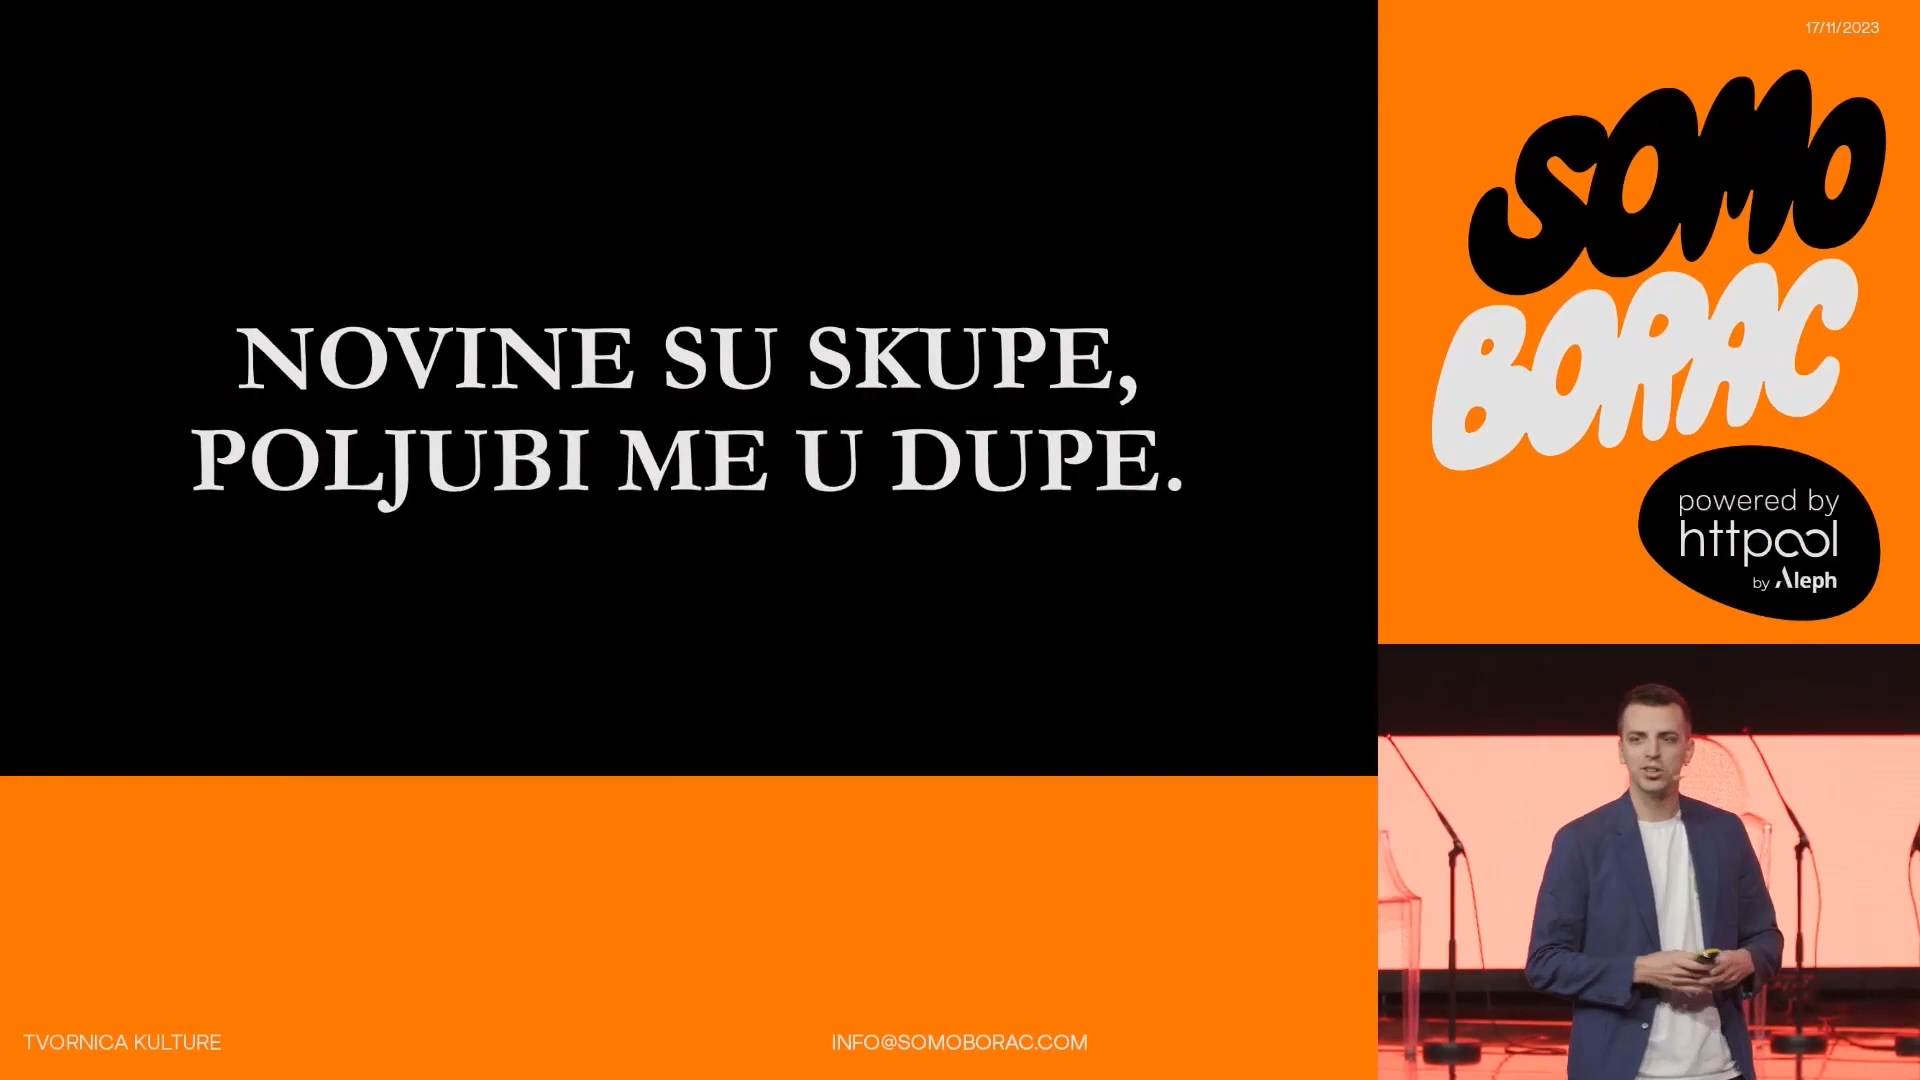 NOVINE SU SKUPE,
POLJUBI ME U DUPE.
17/11/2023
SOMO
BORAC
powered by
httpool
by Aleph
TVORNICA KULTURE
INFO@SOMOBORAC.COM